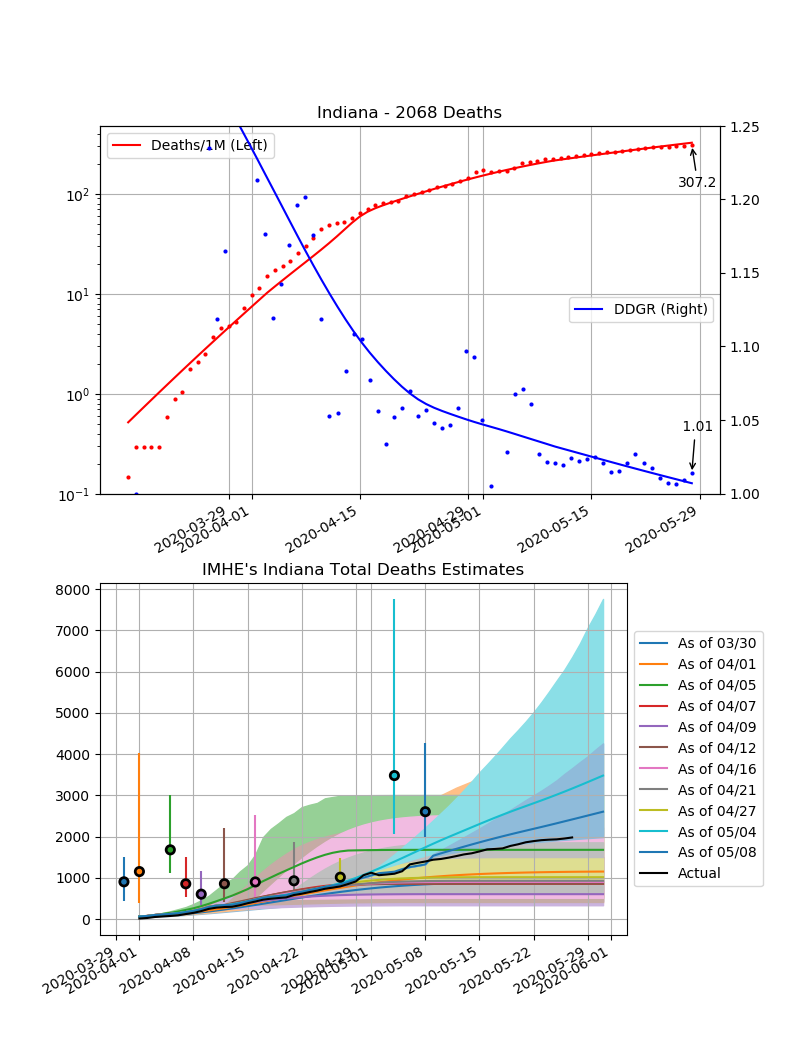 Indiana - 2068 Deaths
Deaths/1M (Left)
DDGR (Right)
307.2
1.01
10²
10¹
10⁰
10⁻¹
1.25
1.20
1.15
1.10
1.05
1.00
2020-03-29
2020-04-01
2020-04-15
2020-04-29
2020-05-01
2020-05-15
2020-05-29
IMHE's Indiana Total Deaths Estimates
8000
7000
6000
5000
4000
3000
2000
1000
0
2020-03-29
2020-04-01
2020-04-08
2020-04-15
2020-04-22
2020-04-29
2020-05-01
2020-05-08
2020-05-15
2020-05-22
2020-05-29
2020-06-01
As of 03/30
As of 04/01
As of 04/05
As of 04/07
As of 04/09
As of 04/12
As of 04/16
As of 04/21
As of 04/27
As of 05/04
As of 05/08
Actual